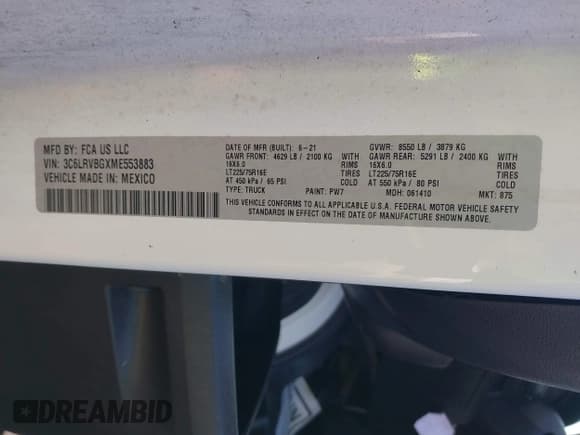 MFD BY: FCA US LLC
VIN: 3C6LRVBGXME553883
VEHICLE MADE IN: MEXICO
DATE OF MFR (BUILT): 6-21
GAWR FRONT: 4629 LB / 2100 KG WITH
16X6.0 RIMS
LT225/75R16E TIRES
AT 450 kPa / 65 PSI COLD
TYPE: TRUCK PAINT: PW7
GVWR: 8550 LB / 3879 KG
GAWR REAR: 5291 LB / 2400 KG WITH
16X6.0 RIMS
LT225/75R16E TIRES
AT 550 kPa / 80 PSI COLD
MDH: 061410 MKT: 875
THIS VEHICLE CONFORMS TO ALL APPLICABLE U.S.A. FEDERAL MOTOR VEHICLE SAFETY
STANDARDS IN EFFECT ON THE DATE OF MANUFACTURE SHOWN ABOVE.
DREAMBID